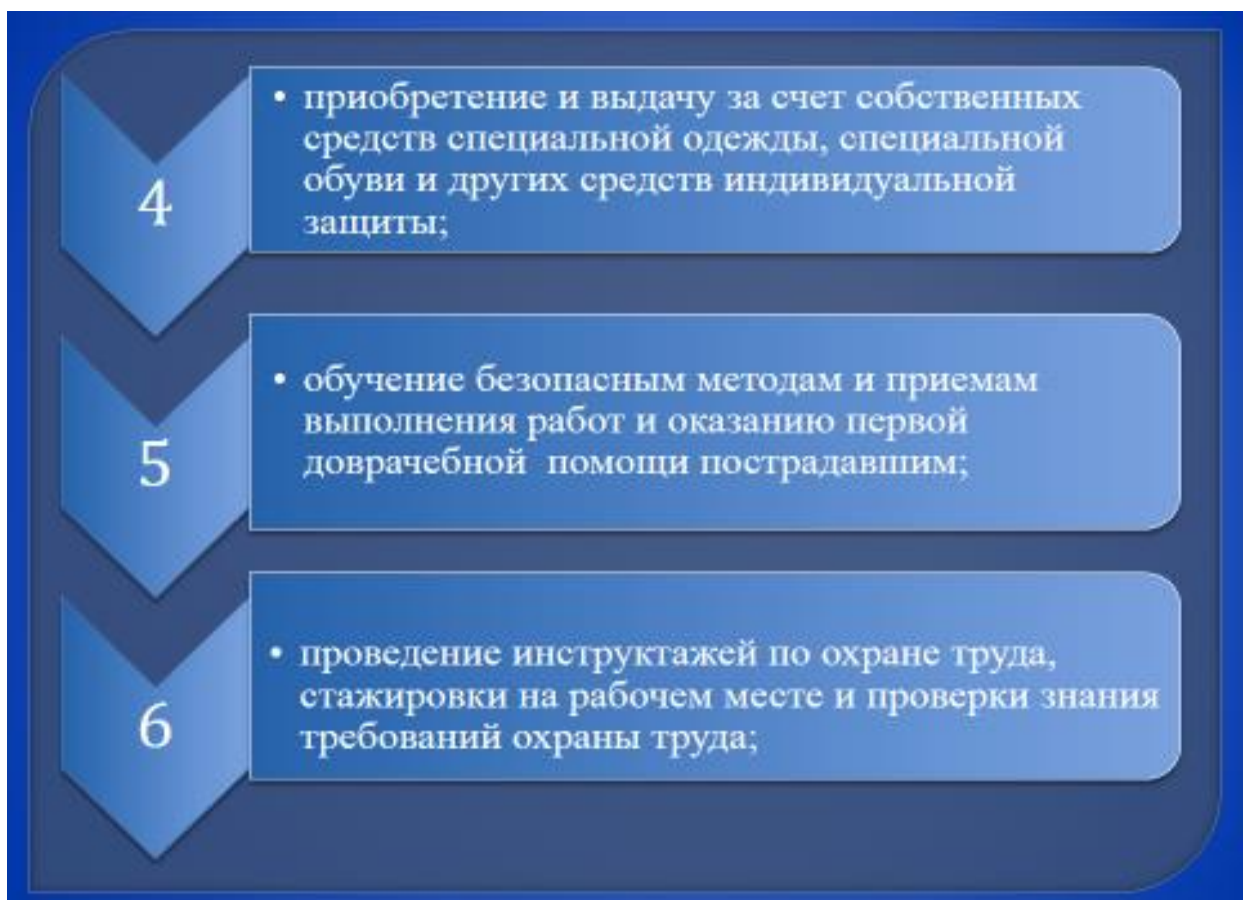 4
• приобретение и выдачу за счет собственных
средств специальной одежды, специальной
обуви и других средств индивидуальной
защиты;
5
• обучение безопасным методам и приемам
выполнения работ и оказанию первой
доврачебной  помощи пострадавшим;
6
• проведение инструктажей по охране труда,
стажировки на рабочем месте и проверки знания
требований охраны труда;